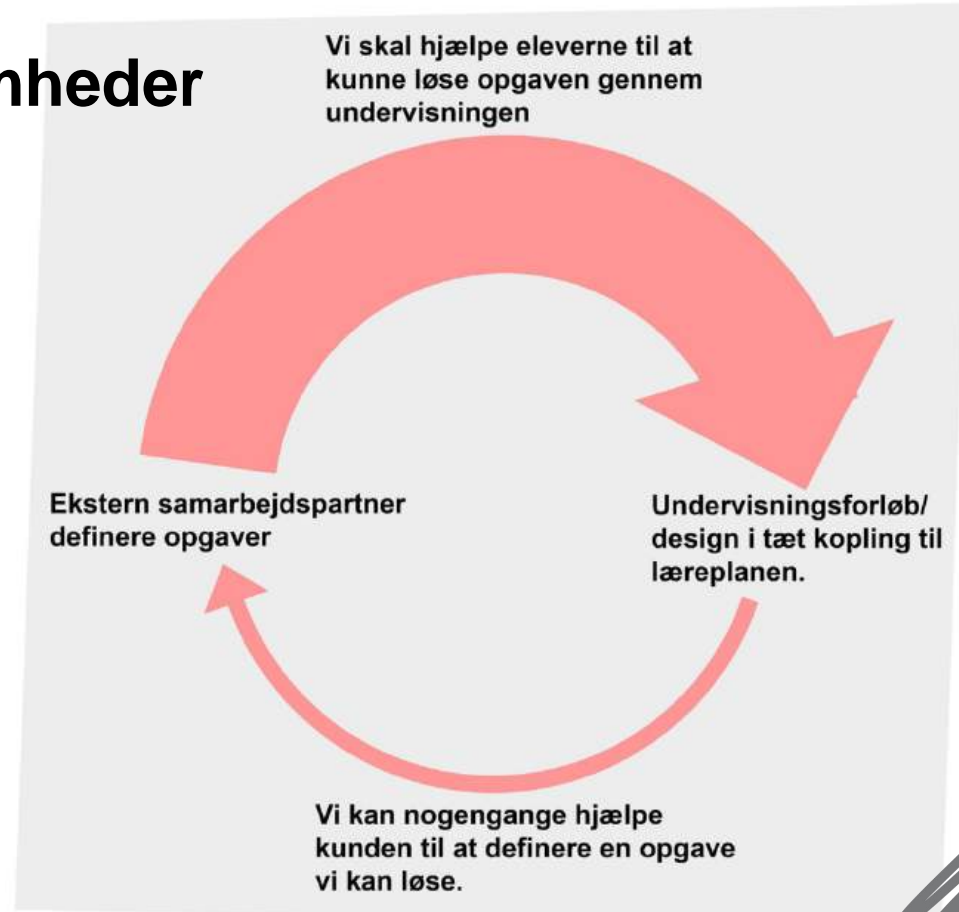 nheder
Vi skal hjælpe eleverne til at
kunne løse opgaven gennem
undervisningen
Ekstern samarbejdspartner
definere opgaver
Undervisningsforløb/
design i tæt kopling til
læreplanen.
Vi kan nogengange hjælpe
kunden til at definere en opgave
vi kan løse.